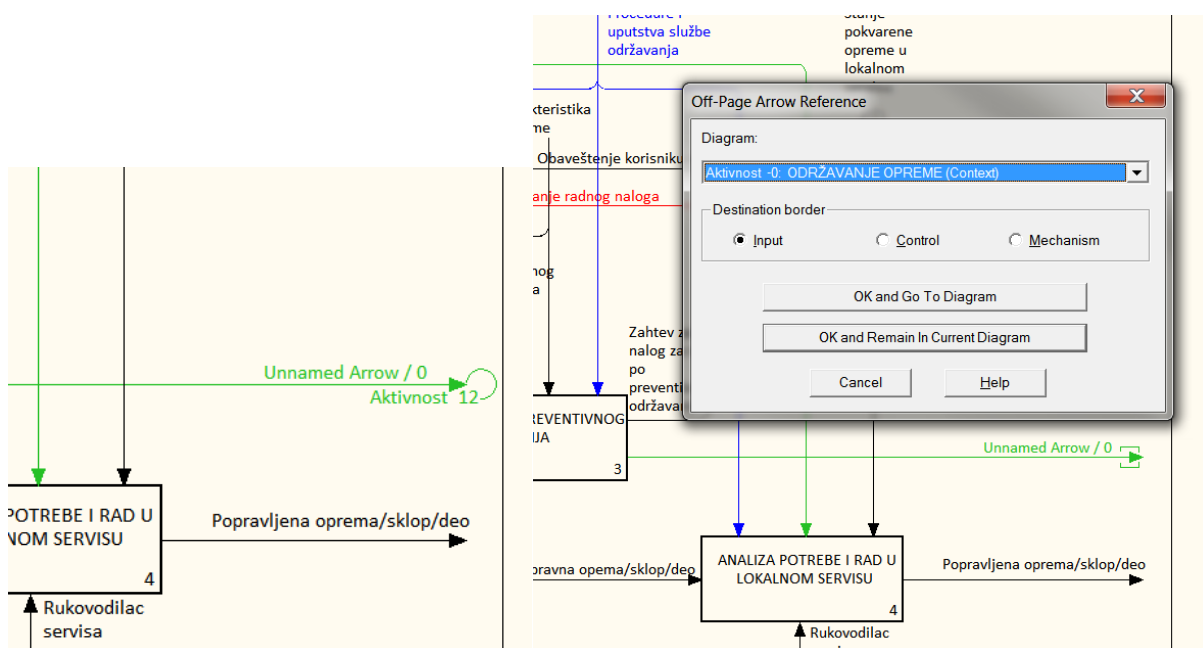 Unnamed Arrow / 0
Aktivnost 12
POTREBE I RAD U
NOM SERVISU
4
Popravljena oprema/sklop/deo
Rukovodilac
servisa
uputstva službe
održavanja
stanje
pokvarene
opreme u
lokalnom
kteristika
me
Obaveštenje korisniku
anje radnog naloga
nog
a
Zahtev z
nalog za
po
preventi
održava
Off-Page Arrow Reference
X
Diagram:
Aktivnost -0: ODRŽAVANJE OPREME (Context)
Destination border
Input
Control
Mechanism
OK and Go To Diagram
OK and Remain In Current Diagram
Cancel
Help
REVENTIVNOG
JA
3
Unnamed Arrow / 0
pravna opema/sklop/deo
ANALIZA POTREBE I RAD U
LOKALNOM SERVISU
4
Popravljena oprema/sklop/deo
Rukovodilac